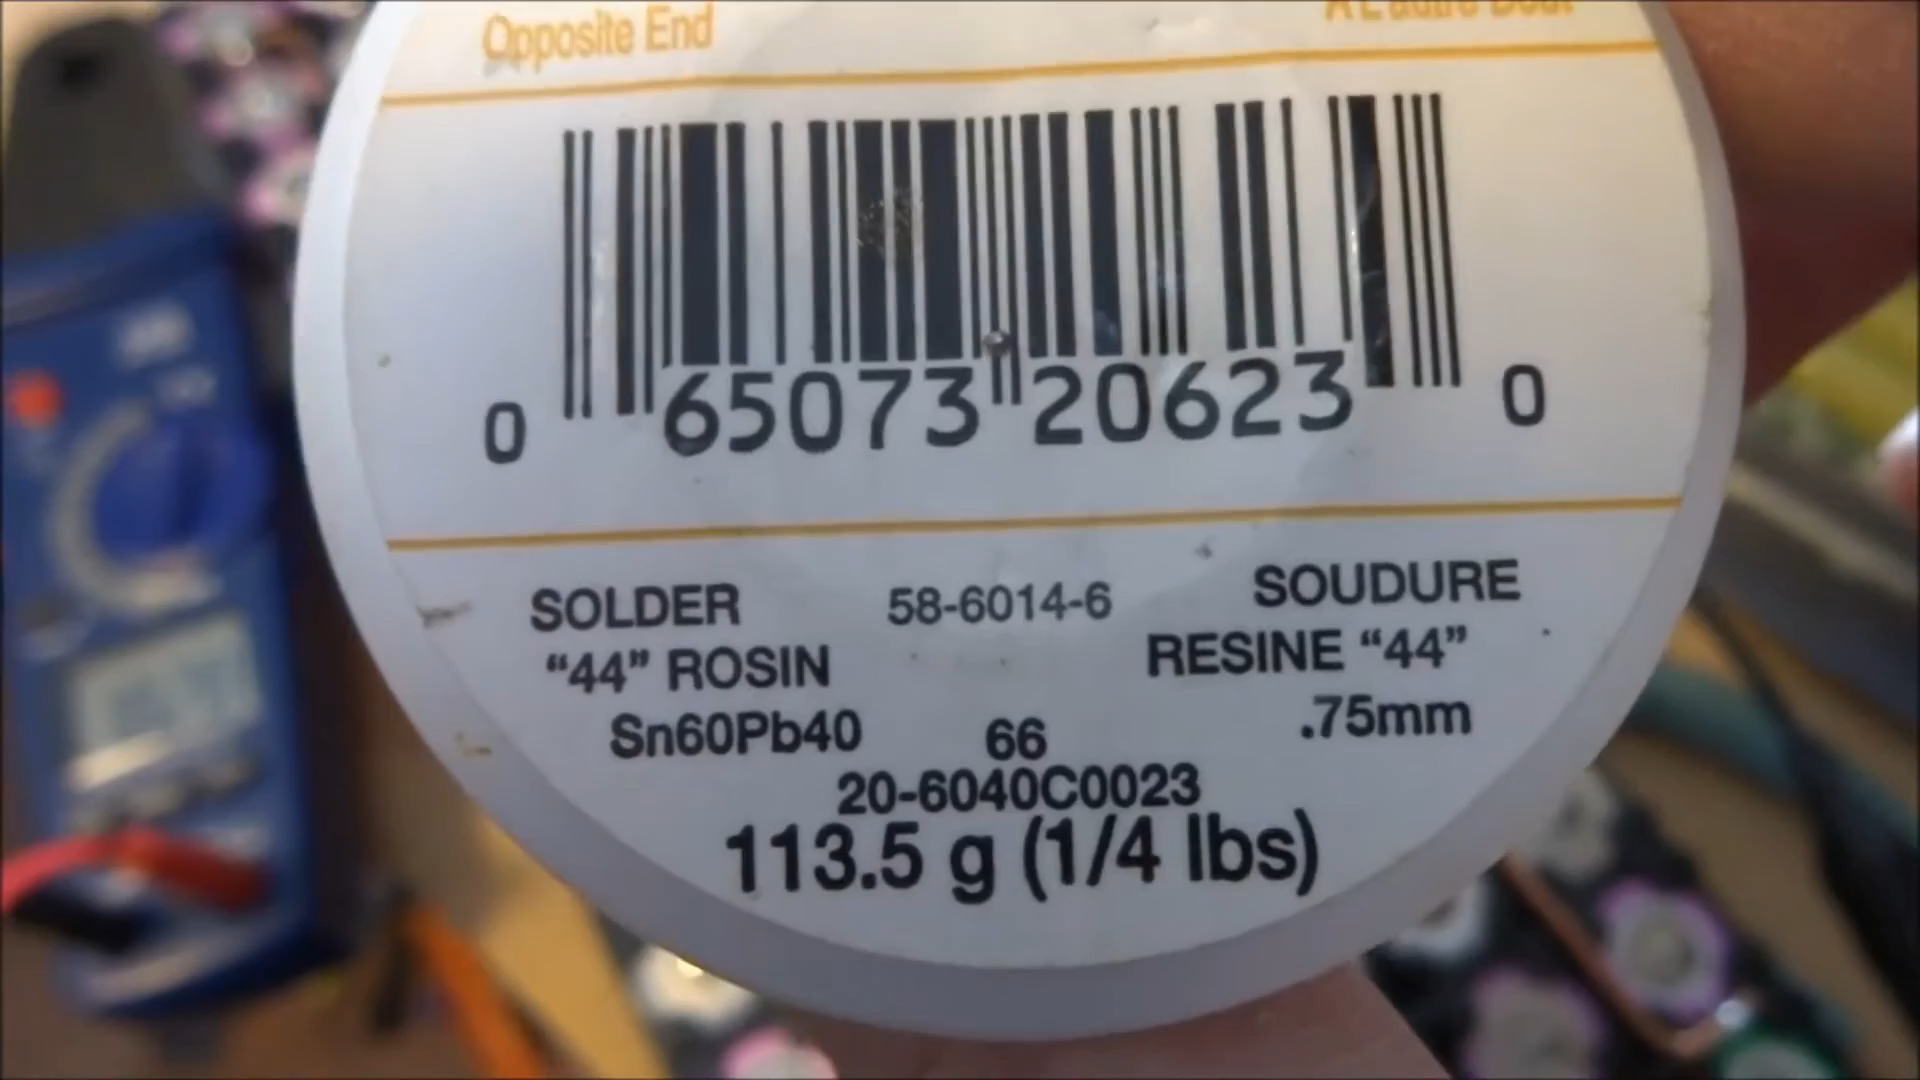 Opposite End
0 65073 20623 0
SOLDER 58-6014-6 SOUDURE
"44" ROSIN RESINE "44"
Sn60Pb40 66 .75mm
20-6040C0023
113.5 g (1/4 lbs)